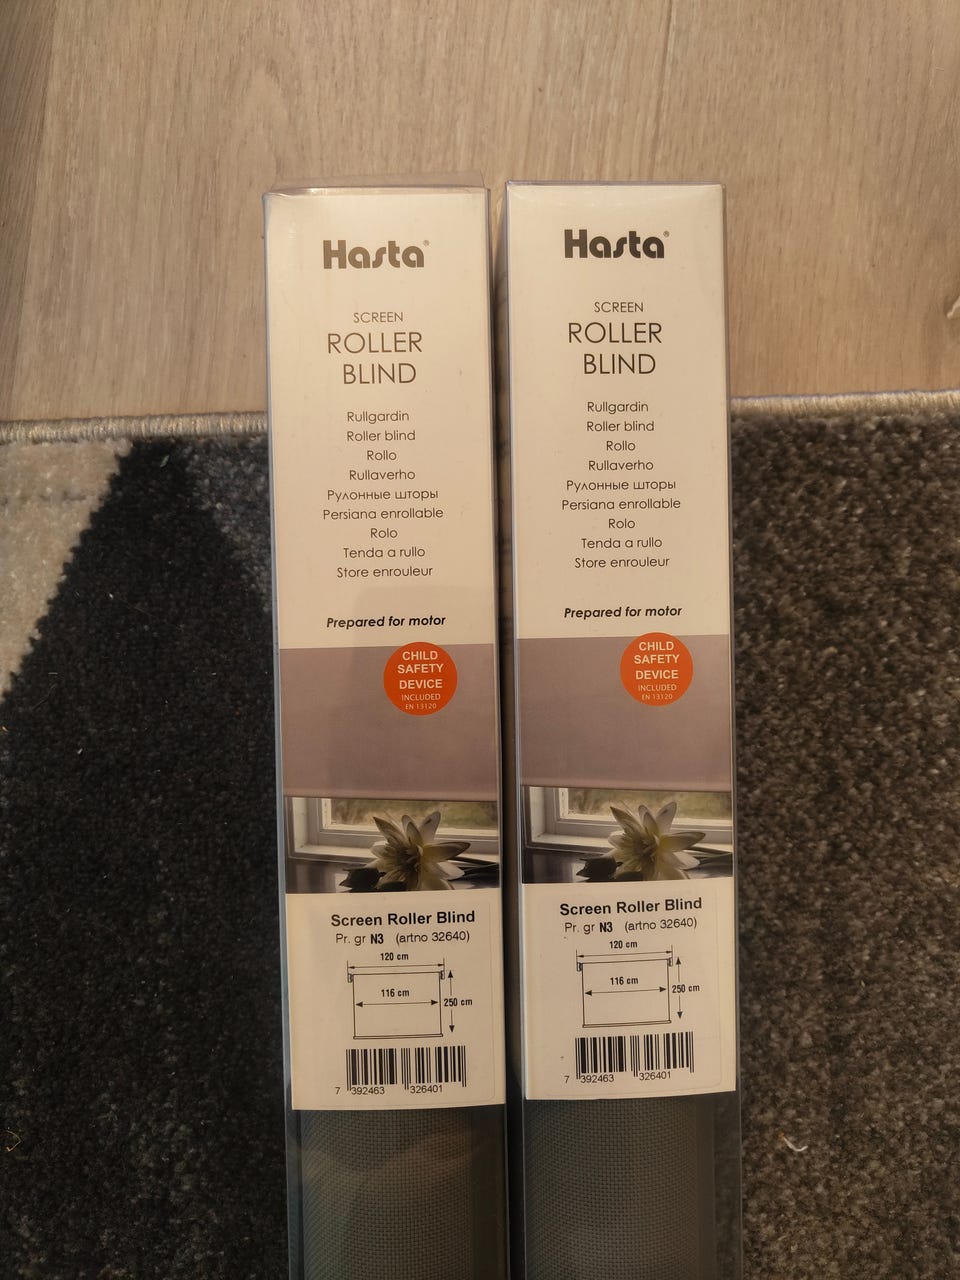 Hasta®
SCREEN
ROLLER
BLIND
Rullgardin
Roller blind
Rollo
Rullaverho
Рулонные шторы
Persiana enrollable
Rolo
Tenda a rullo
Store enrouleur
Prepared for motor
CHILD
SAFETY
DEVICE
INCLUDED
EN 13120
Screen Roller Blind
Pr. gr N3 (artno 32640)
120 cm
116 cm
250 cm
7 392463 326401
Hasta®
SCREEN
ROLLER
BLIND
Rullgardin
Roller blind
Rollo
Rullaverho
Рулонные шторы
Persiana enrollable
Rolo
Tenda a rullo
Store enrouleur
Prepared for motor
CHILD
SAFETY
DEVICE
INCLUDED
EN 13120
Screen Roller Blind
Pr. gr N3 (artno 32640)
120 cm
116 cm
250 cm
7 392463 326401